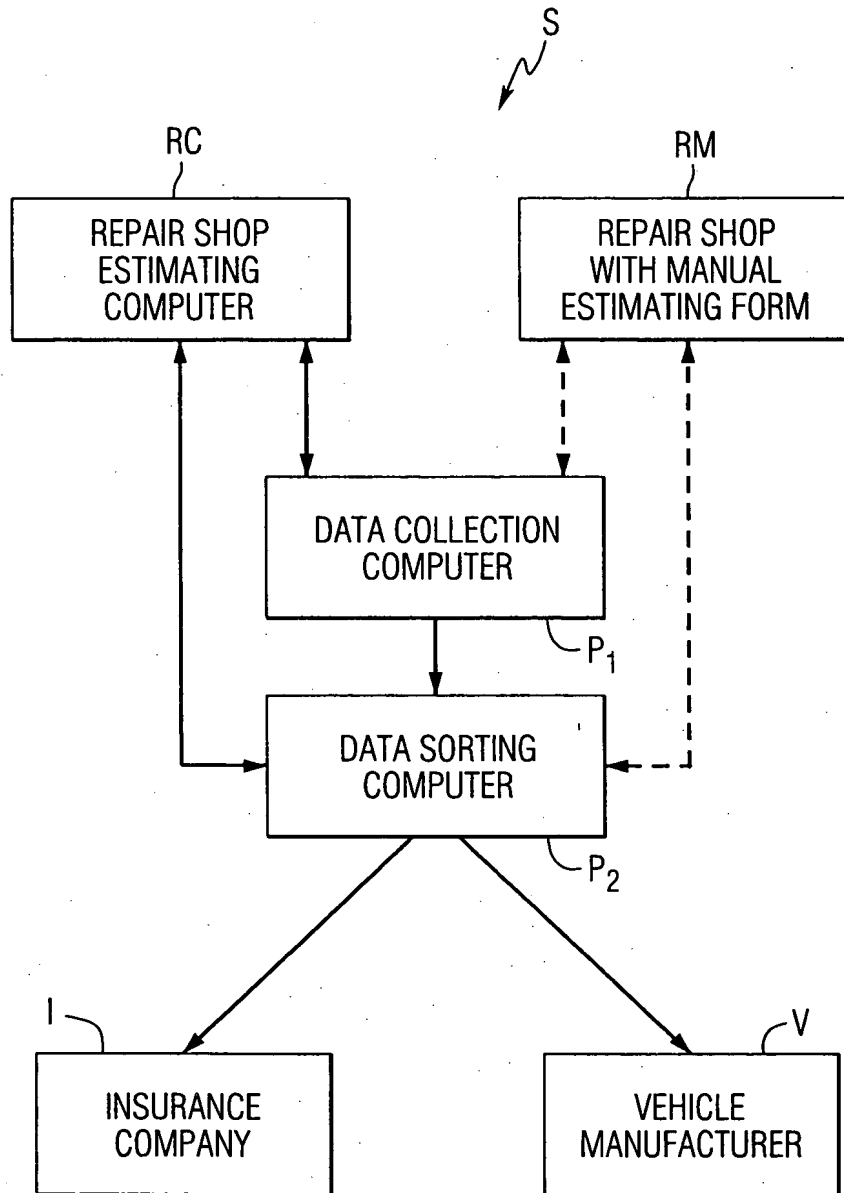 S
RC
RM
REPAIR SHOP
ESTIMATING
COMPUTER
REPAIR SHOP
WITH MANUAL
ESTIMATING FORM
DATA COLLECTION
COMPUTER
P1
DATA SORTING
COMPUTER
P2
I
V
INSURANCE
COMPANY
VEHICLE
MANUFACTURER